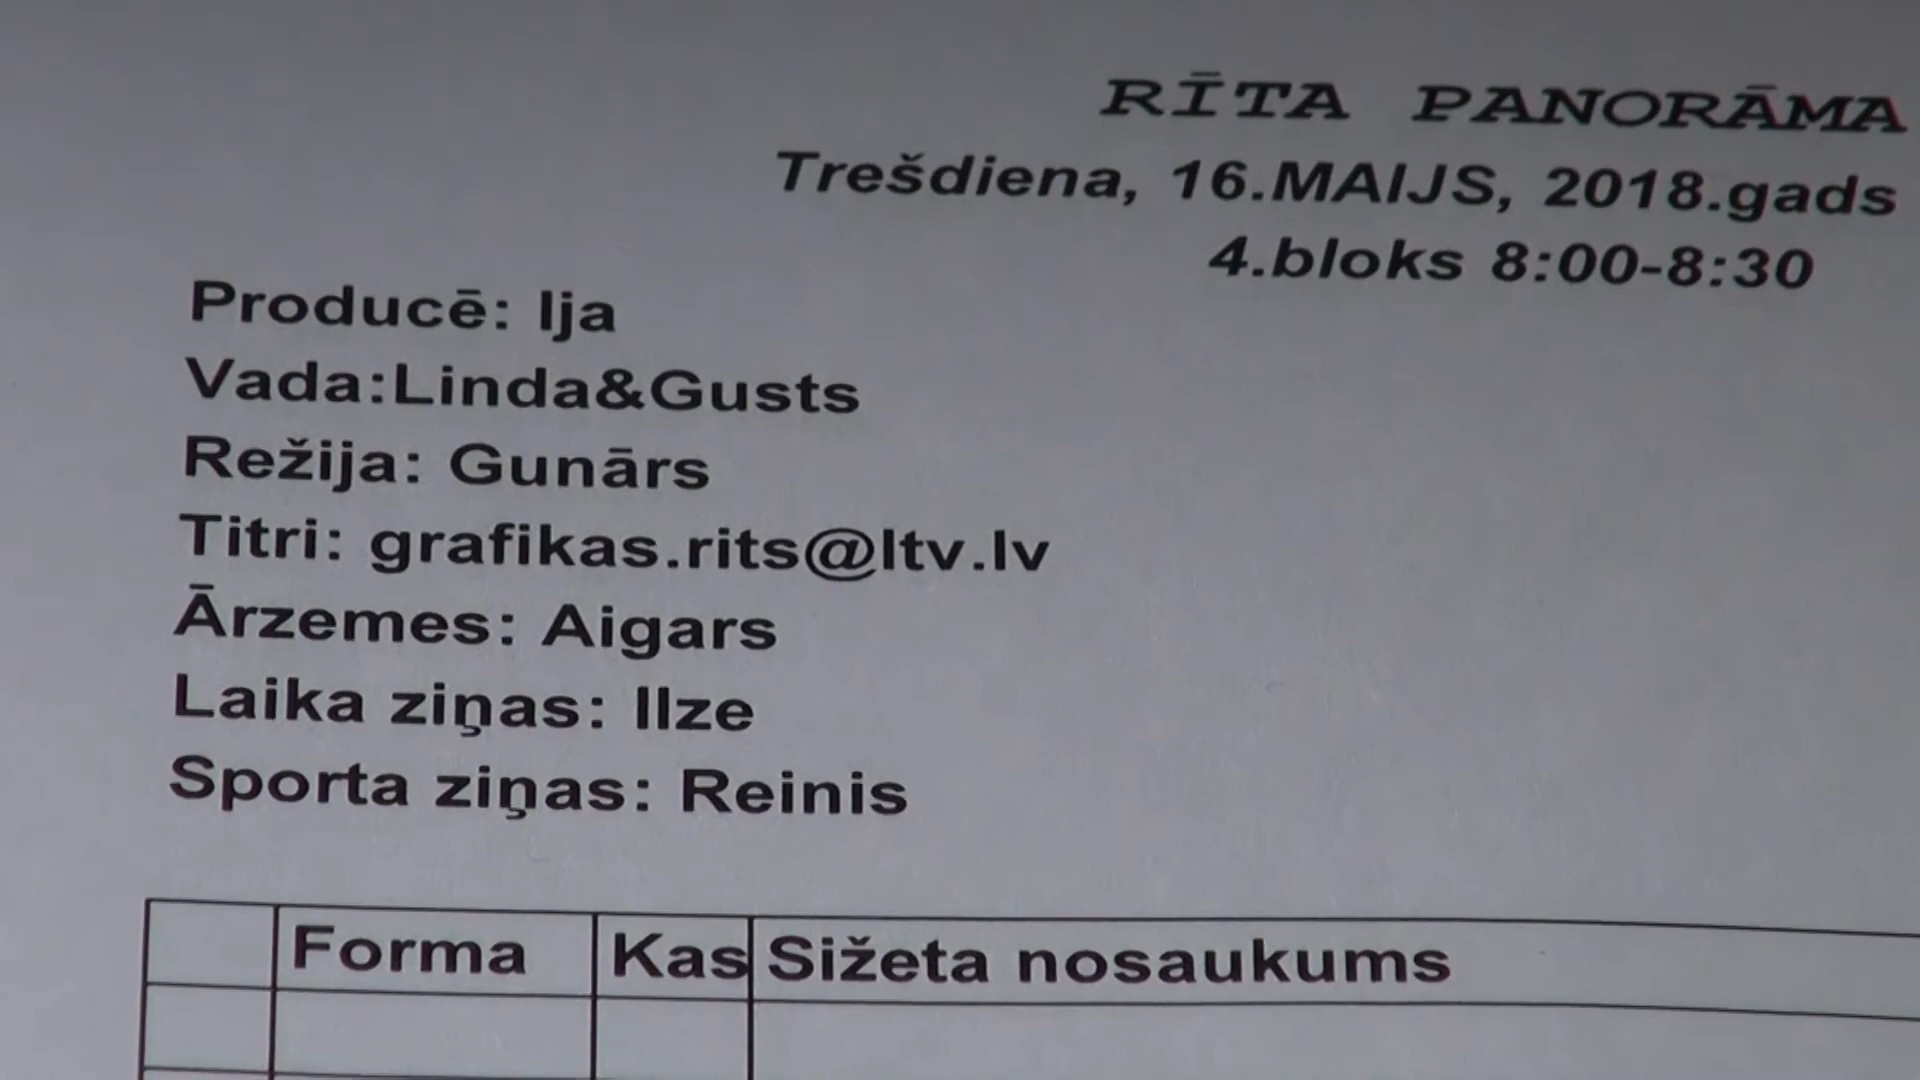 RĪTA PANORĀMA
Trešdiena, 16.MAIJS, 2018.gads
4.bloks 8:00-8:30
Producē: Ija
Vada:Linda&Gusts
Režija: Gunārs
Titri: grafikas.rits@ltv.lv
Ārzemes: Aigars
Laika ziņas: Ilze
Sporta ziņas: Reinis
Forma Kas Sižeta nosaukums